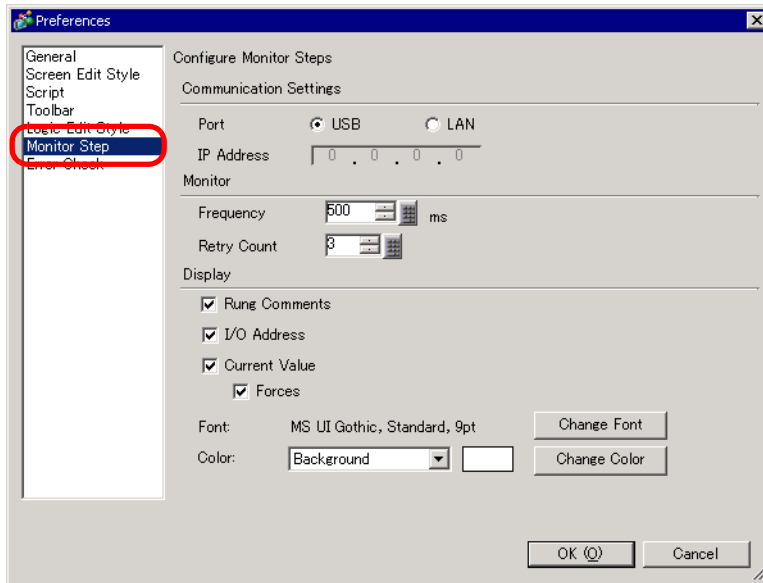 Preferences
General
Screen Edit Style
Script
Toolbar
Logic Edit Style
Monitor Step
Error Check
Configure Monitor Steps
Communication Settings
Port USB LAN
IP Address 0 . 0 . 0 . 0
Monitor
Frequency 500 ms
Retry Count 3
Display
Rung Comments
I/O Address
Current Value
Forces
Font: MS UI Gothic, Standard, 9pt Change Font
Color: Background Change Color
OK (O) Cancel